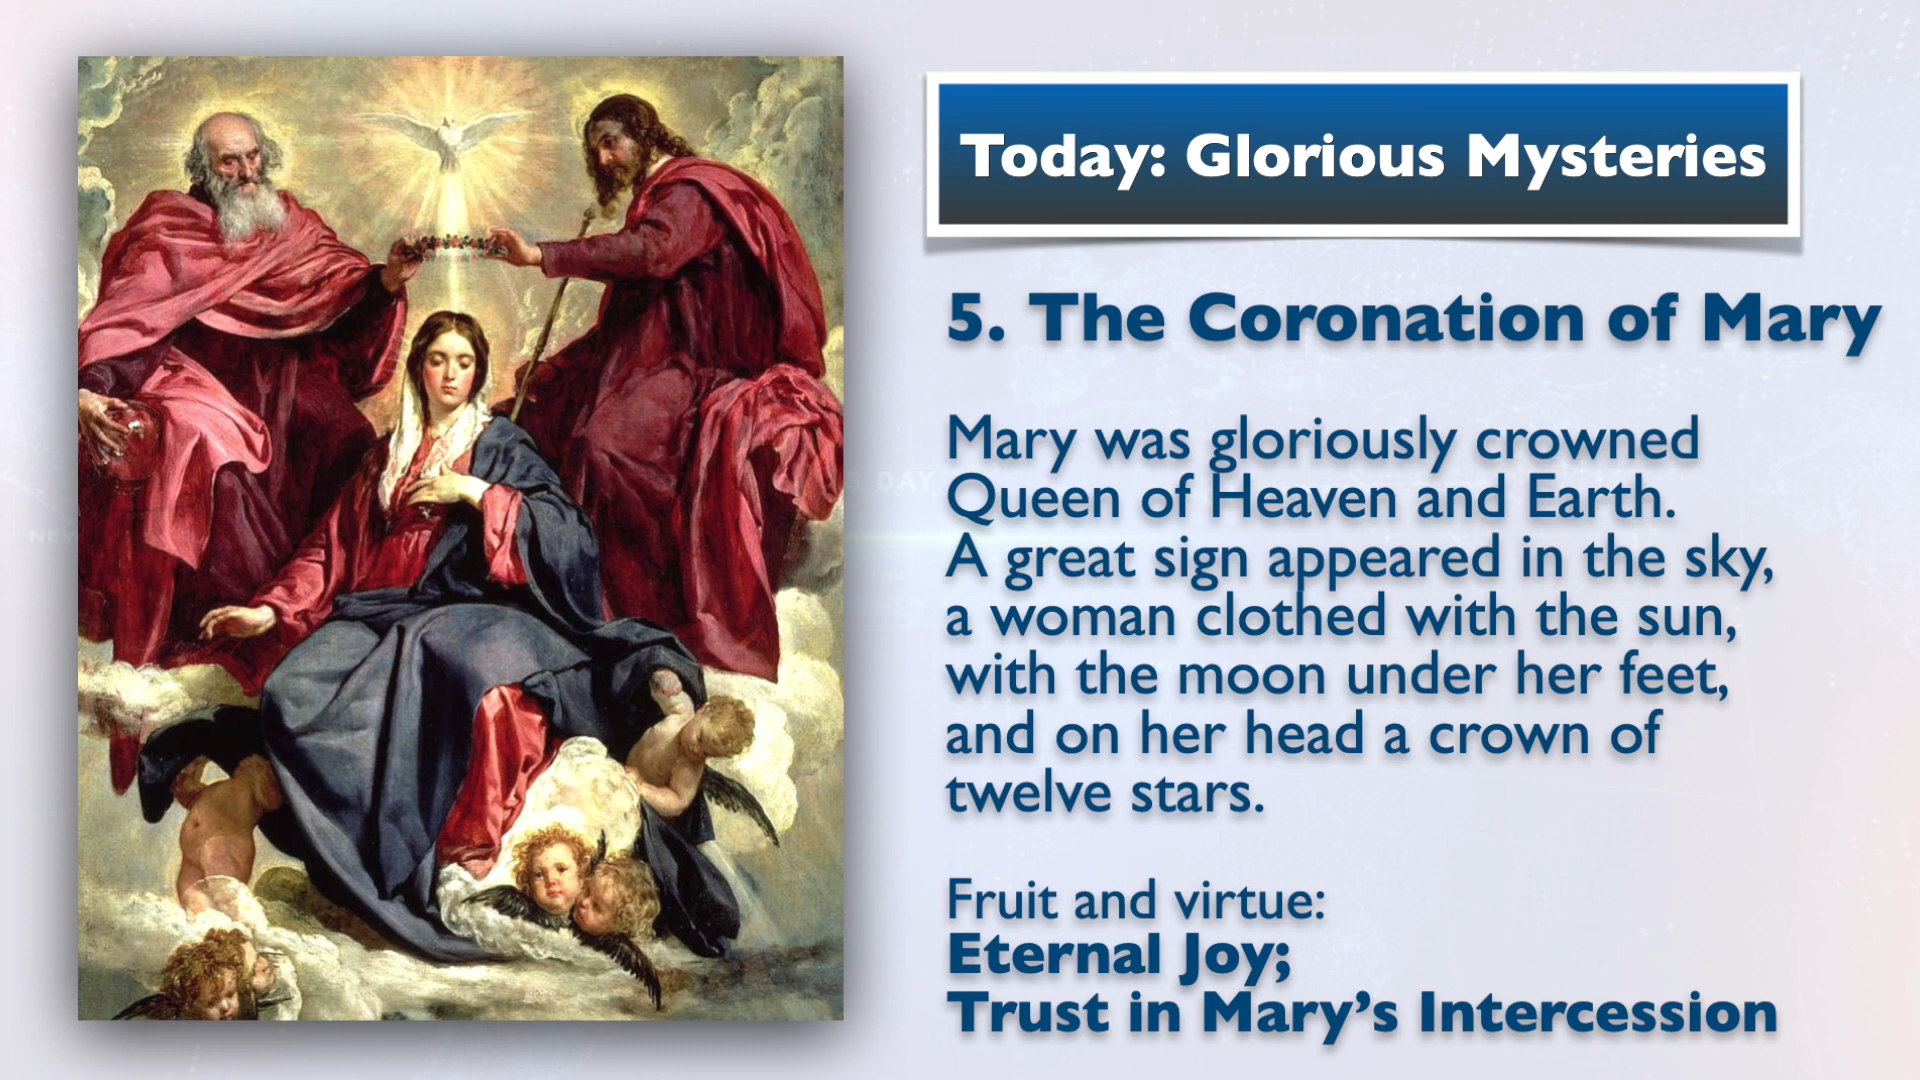 Today: Glorious Mysteries
5. The Coronation of Mary
Mary was gloriously crowned
Queen of Heaven and Earth.
A great sign appeared in the sky,
a woman clothed with the sun,
with the moon under her feet,
and on her head a crown of
twelve stars.
Fruit and virtue:
Eternal Joy;
Trust in Mary’s Intercession